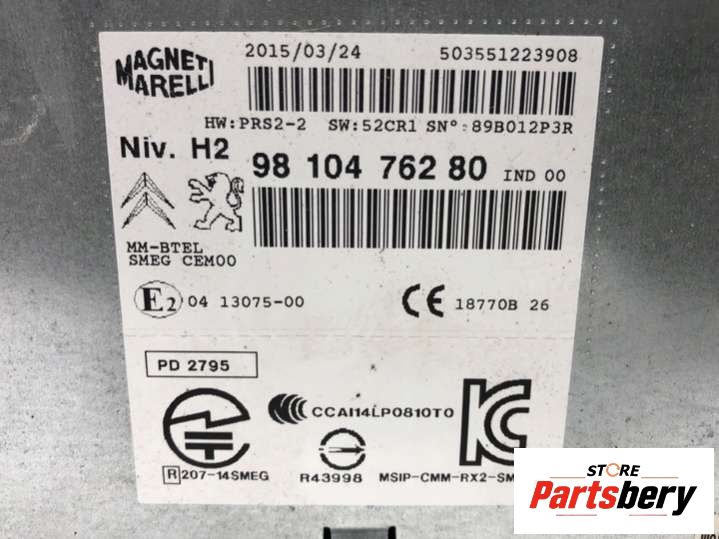 MAGNETI
MARELLI
2015/03/24 503551223908
HW:PRS2-2 SW:52CR1 SN°:89B012P3R
Niv. H2
98 104 762 80 IND 00
MM-BTEL
SMEG CEM00
E2 04 13075-00
CE 18770B 26
PD 2795
CCAI14LP0810T0
R 207-14SMEG
R43998
MSIP-CMM-RX2-SM
STORE
Partsbery